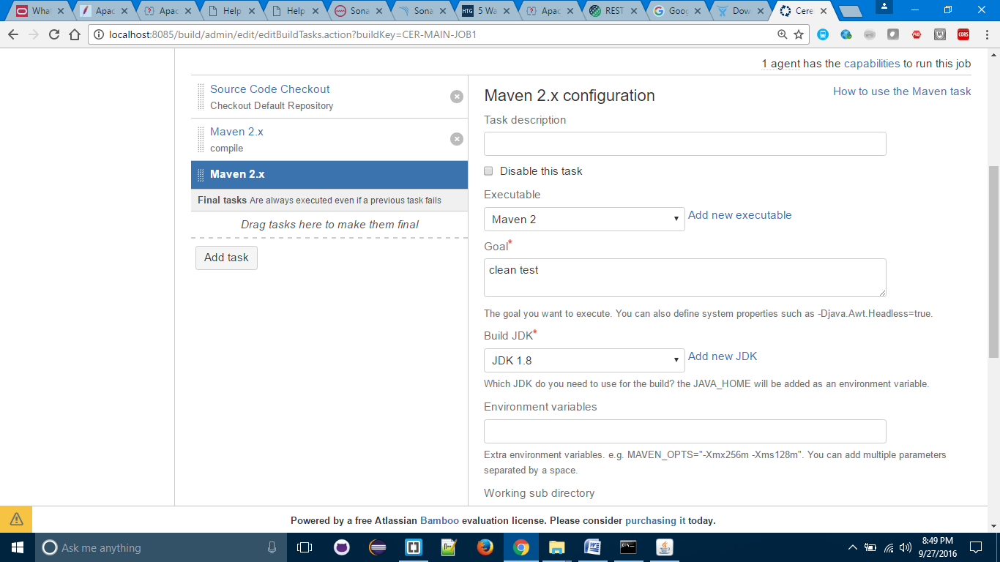 What
Apac
Apac
Help
Help
Sona
Sona
HTG 5 Wa
Apac
REST
Goog
Dow
Cere
localhost:8085/build/admin/edit/editBuildTasks.action?buildKey=CER-MAIN-JOB1
CORS
1 agent has the capabilities to run this job
Source Code Checkout
Checkout Default Repository
Maven 2.x
compile
Maven 2.x
Final tasks Are always executed even if a previous task fails
Drag tasks here to make them final
Add task
Maven 2.x configuration
How to use the Maven task
Task description
Disable this task
Executable
Maven 2
Add new executable
Goal*
clean test
The goal you want to execute. You can also define system properties such as -Djava.Awt.Headless=true.
Build JDK*
JDK 1.8
Add new JDK
Which JDK do you need to use for the build? the JAVA_HOME will be added as an environment variable.
Environment variables
Extra environment variables. e.g. MAVEN_OPTS="-Xmx256m -Xms128m". You can add multiple parameters
separated by a space.
Working sub directory
Powered by a free Atlassian Bamboo evaluation license. Please consider purchasing it today.
Ask me anything
8:49 PM
9/27/2016